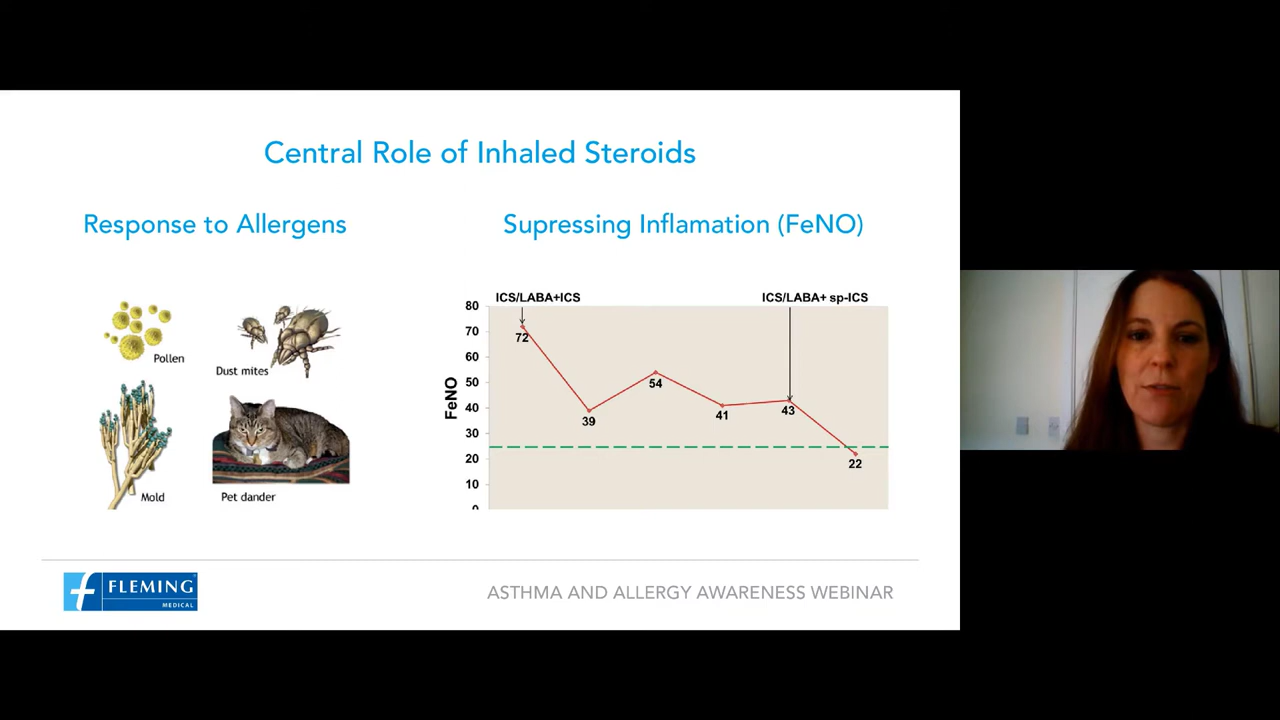 Central Role of Inhaled Steroids
Response to Allergens
Pollen
Dust mites
Mold
Pet dander
Supressing Inflamation (FeNO)
ICS/LABA+ICS
ICS/LABA+ sp-ICS
FeNO
80
70
60
50
40
30
20
10
0
72
39
54
41
43
22
FLEMING
MEDICAL
ASTHMA AND ALLERGY AWARENESS WEBINAR